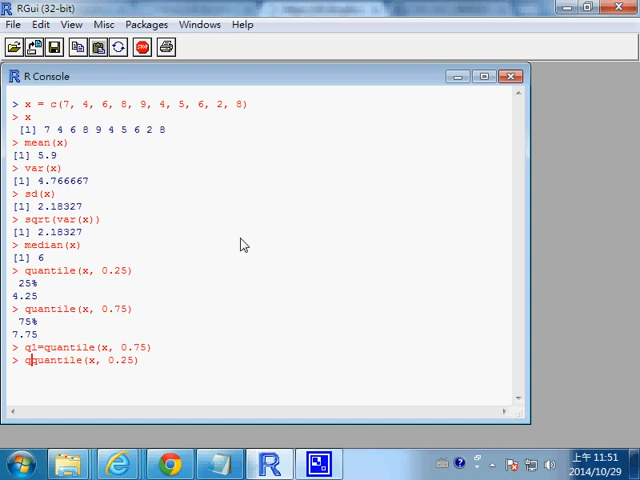 RGui (32-bit)
File Edit View Misc Packages Windows Help
STOP
R Console
> x = c(7, 4, 6, 8, 9, 4, 5, 6, 2, 8)
> x
[1] 7 4 6 8 9 4 5 6 2 8
> mean(x)
[1] 5.9
> var(x)
[1] 4.766667
> sd(x)
[1] 2.18327
> sqrt(var(x))
[1] 2.18327
> median(x)
[1] 6
> quantile(x, 0.25)
25%
4.25
> quantile(x, 0.75)
75%
7.75
> q1=quantile(x, 0.75)
> qquantile(x, 0.25)
上午 11:51
2014/10/29